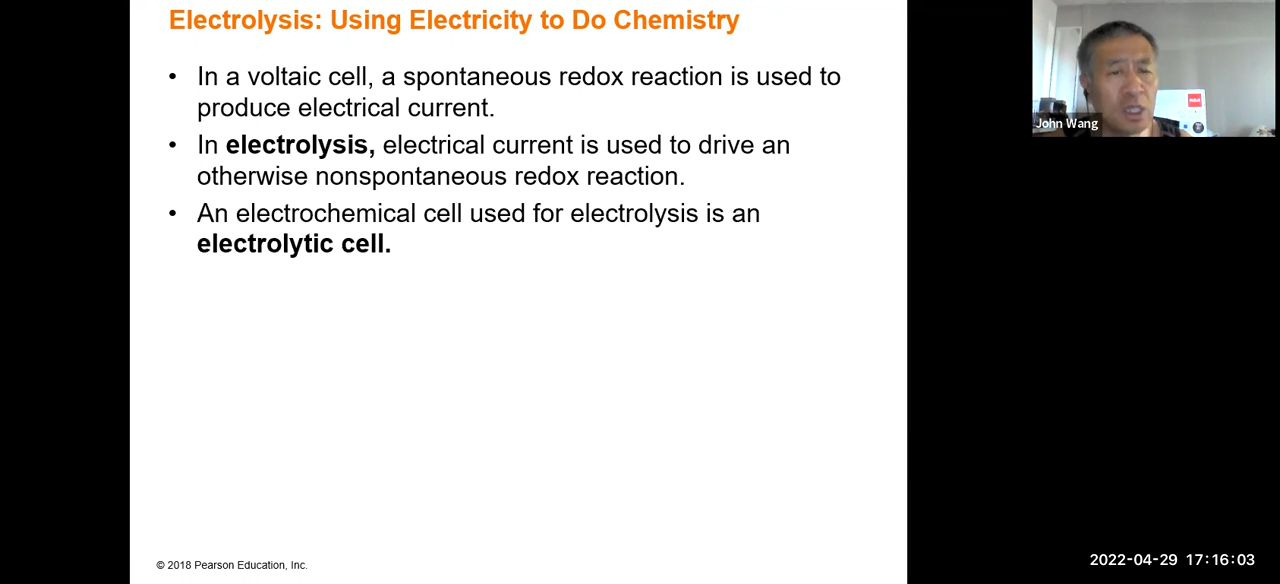 Electrolysis: Using Electricity to Do Chemistry
• In a voltaic cell, a spontaneous redox reaction is used to
produce electrical current.
• In electrolysis, electrical current is used to drive an
otherwise nonspontaneous redox reaction.
• An electrochemical cell used for electrolysis is an
electrolytic cell.
© 2018 Pearson Education, Inc.
RCA
John Wang
2022-04-29 17:16:03